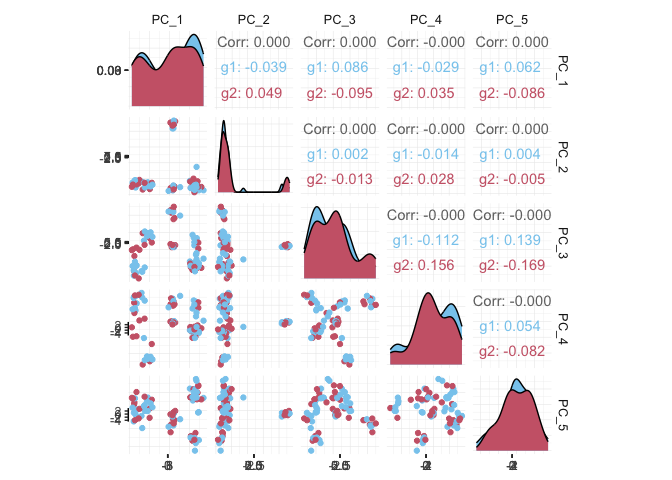 PC_1 PC_2 PC_3 PC_4 PC_5
Corr: 0.000 Corr: 0.000 Corr: -0.000 Corr: 0.000
g1: -0.039 g1: 0.086 g1: -0.029 g1: 0.062
g2: 0.049 g2: -0.095 g2: 0.035 g2: -0.086
PC_1
Corr: 0.000 Corr: -0.000 Corr: 0.000
g1: 0.002 g1: -0.014 g1: 0.004
g2: -0.013 g2: 0.028 g2: -0.005
PC_2
Corr: -0.000 Corr: -0.000
g1: -0.112 g1: 0.139
g2: 0.156 g2: -0.169
PC_3
Corr: -0.000
g1: 0.054
g2: -0.082
PC_4
PC_5